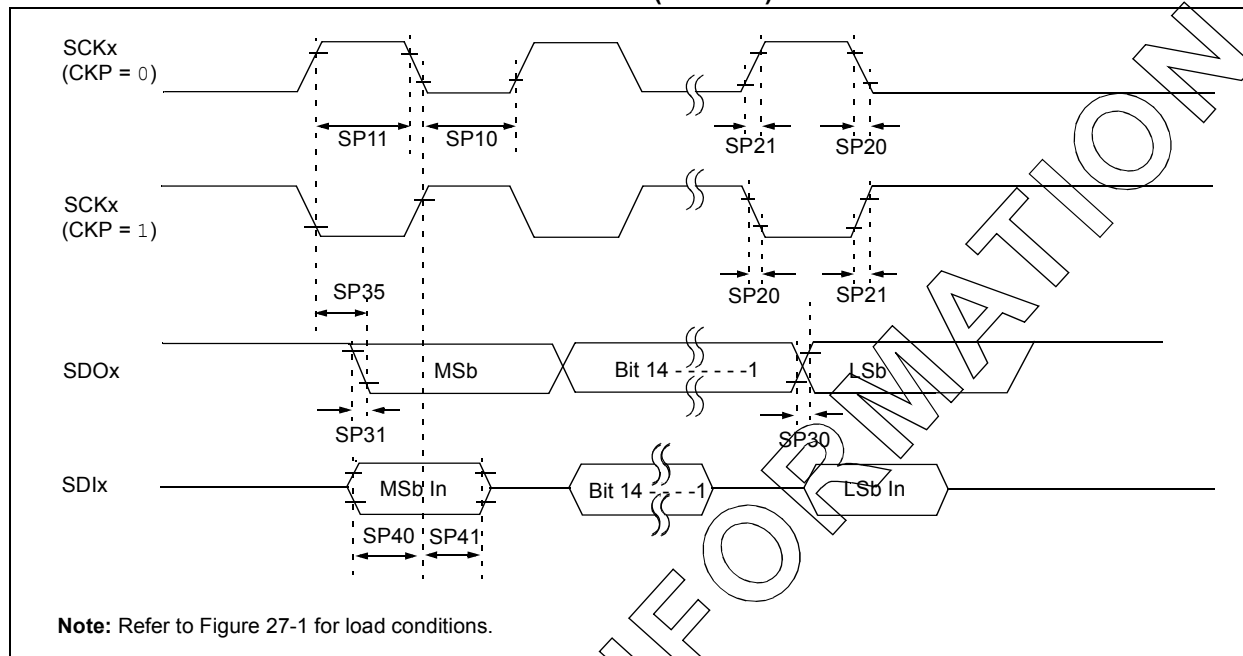 SCKx
(CKP = 0)
SP11
SP10
SP21
SP20
SCKx
(CKP = 1)
SP35
SP20
SP21
SDOx
MSb
Bit 14 - - - - - -1
LSb
SP31
SP30
SDIx
MSb In
Bit 14 - - - - -1
LSb In
SP40
SP41
Note: Refer to Figure 27-1 for load conditions.
FORMATION